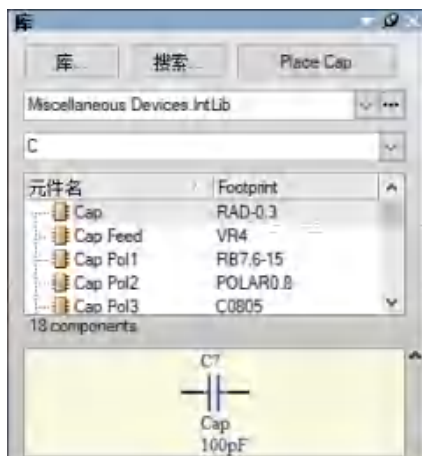 库
库... 搜索... Place Cap
Miscellaneous Devices.IntLib
C
元件名 Footprint
Cap RAD-0.3
Cap Feed VR4
Cap Pol1 RB7.6-15
Cap Pol2 POLAR0.8
Cap Pol3 C0805
18 components
C?
Cap
100pF